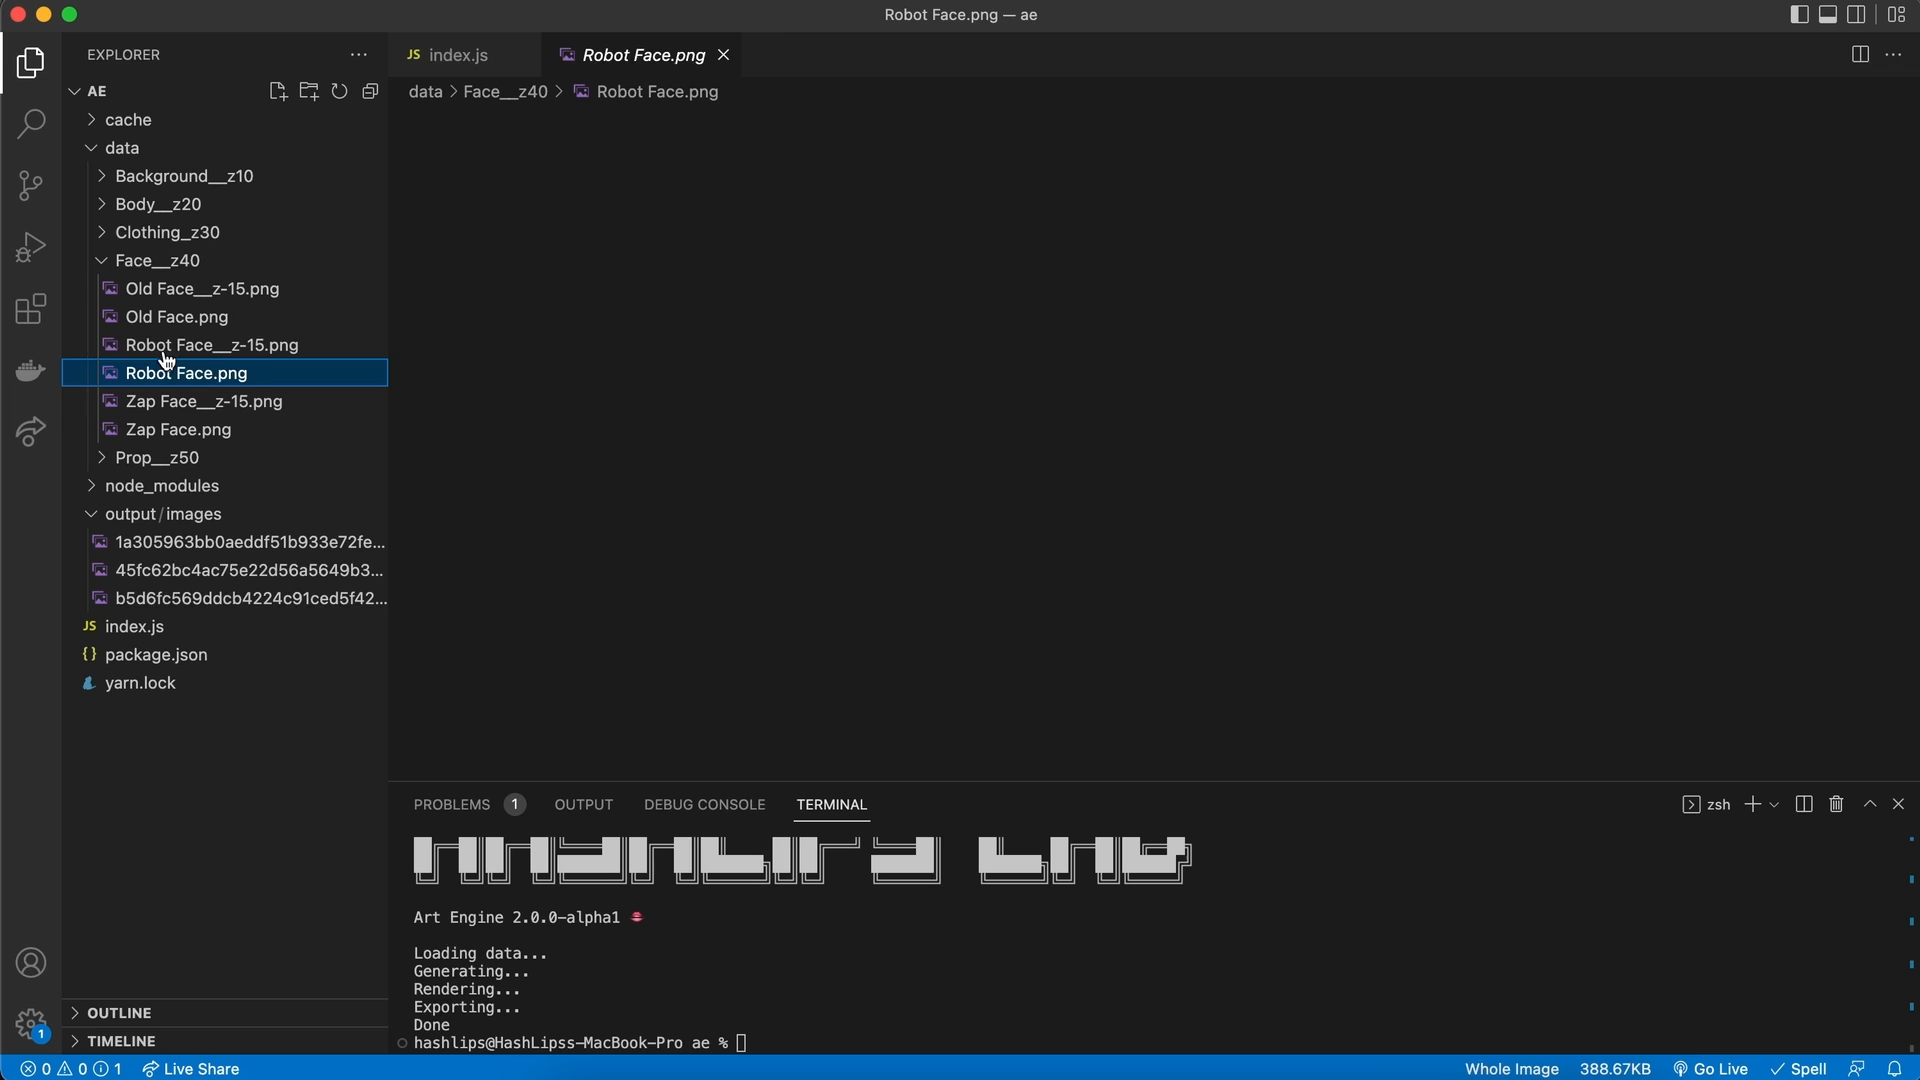 Robot Face.png — ae
EXPLORER
JS index.js
Robot Face.png
AE
data > Face__z40 > Robot Face.png
cache
data
Background__z10
Body__z20
Clothing_z30
Face__z40
Old Face__z-15.png
Old Face.png
Robot Face__z-15.png
Robot Face.png
Zap Face__z-15.png
Zap Face.png
Prop__z50
node_modules
output/images
1a305963bb0aeddf51b933e72fe...
45fc62bc4ac75e22d56a5649b3...
b5d6fc569ddcb4224c91ced5f42...
JS index.js
{} package.json
yarn.lock
PROBLEMS 1 OUTPUT DEBUG CONSOLE TERMINAL
zsh
Art Engine 2.0.0-alpha1
Loading data...
Generating...
Rendering...
Exporting...
Done
hashlips@HashLipss-MacBook-Pro ae %
OUTLINE
1
TIMELINE
0 0 1 Live Share
Whole Image 388.67KB Go Live Spell